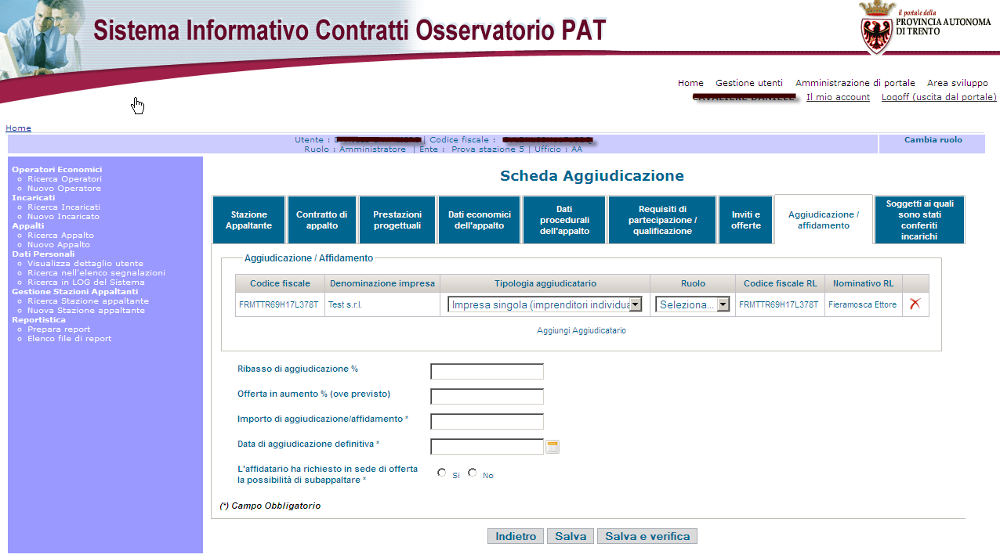 Sistema Informativo Contratti Osservatorio PAT
il portale della
PROVINCIA AUTONOMA
DI TRENTO
Home Gestione utenti Amministrazione di portale Area sviluppo
Il mio account Logoff (uscita dal portale)
Home
Utente : | Codice fiscale :
Ruolo : Amministratore | Ente : Prova stazione 5 | Ufficio : AA
Cambia ruolo
Operatori Economici
Ricerca Operatori
Nuovo Operatore
Incaricati
Ricerca Incaricati
Nuovo Incaricato
Appalti
Ricerca Appalto
Nuovo Appalto
Dati Personali
Visualizza dettaglio utente
Ricerca nell'elenco segnalazioni
Ricerca in LOG del Sistema
Gestione Stazioni Appaltanti
Ricerca Stazione appaltante
Nuova Stazione appaltante
Reportistica
Prepara report
Elenco file di report
Scheda Aggiudicazione
Stazione
Appaltante
Contratto di
appalto
Prestazioni
progettuali
Dati economici
dell'appalto
Dati
procedurali
dell'appalto
Requisiti di
partecipazione /
qualificazione
Inviti e
offerte
Aggiudicazione /
affidamento
Soggetti ai quali
sono stati
conferiti
incarichi
Aggiudicazione / Affidamento
Codice fiscale Denominazione impresa Tipologia aggiudicatario Ruolo Codice fiscale RL Nominativo RL
FRMTTR69H17L378T Test s.r.l. Impresa singola (imprenditori individua Seleziona... FRMTTR69H17L378T Fieramosca Ettore
Aggiungi Aggiudicatario
Ribasso di aggiudicazione %
Offerta in aumento % (ove previsto)
Importo di aggiudicazione/affidamento *
Data di aggiudicazione definitiva *
L'affidatario ha richiesto in sede di offerta
la possibilità di subappaltare *
Si No
(*) Campo Obbligatorio
Indietro Salva Salva e verifica